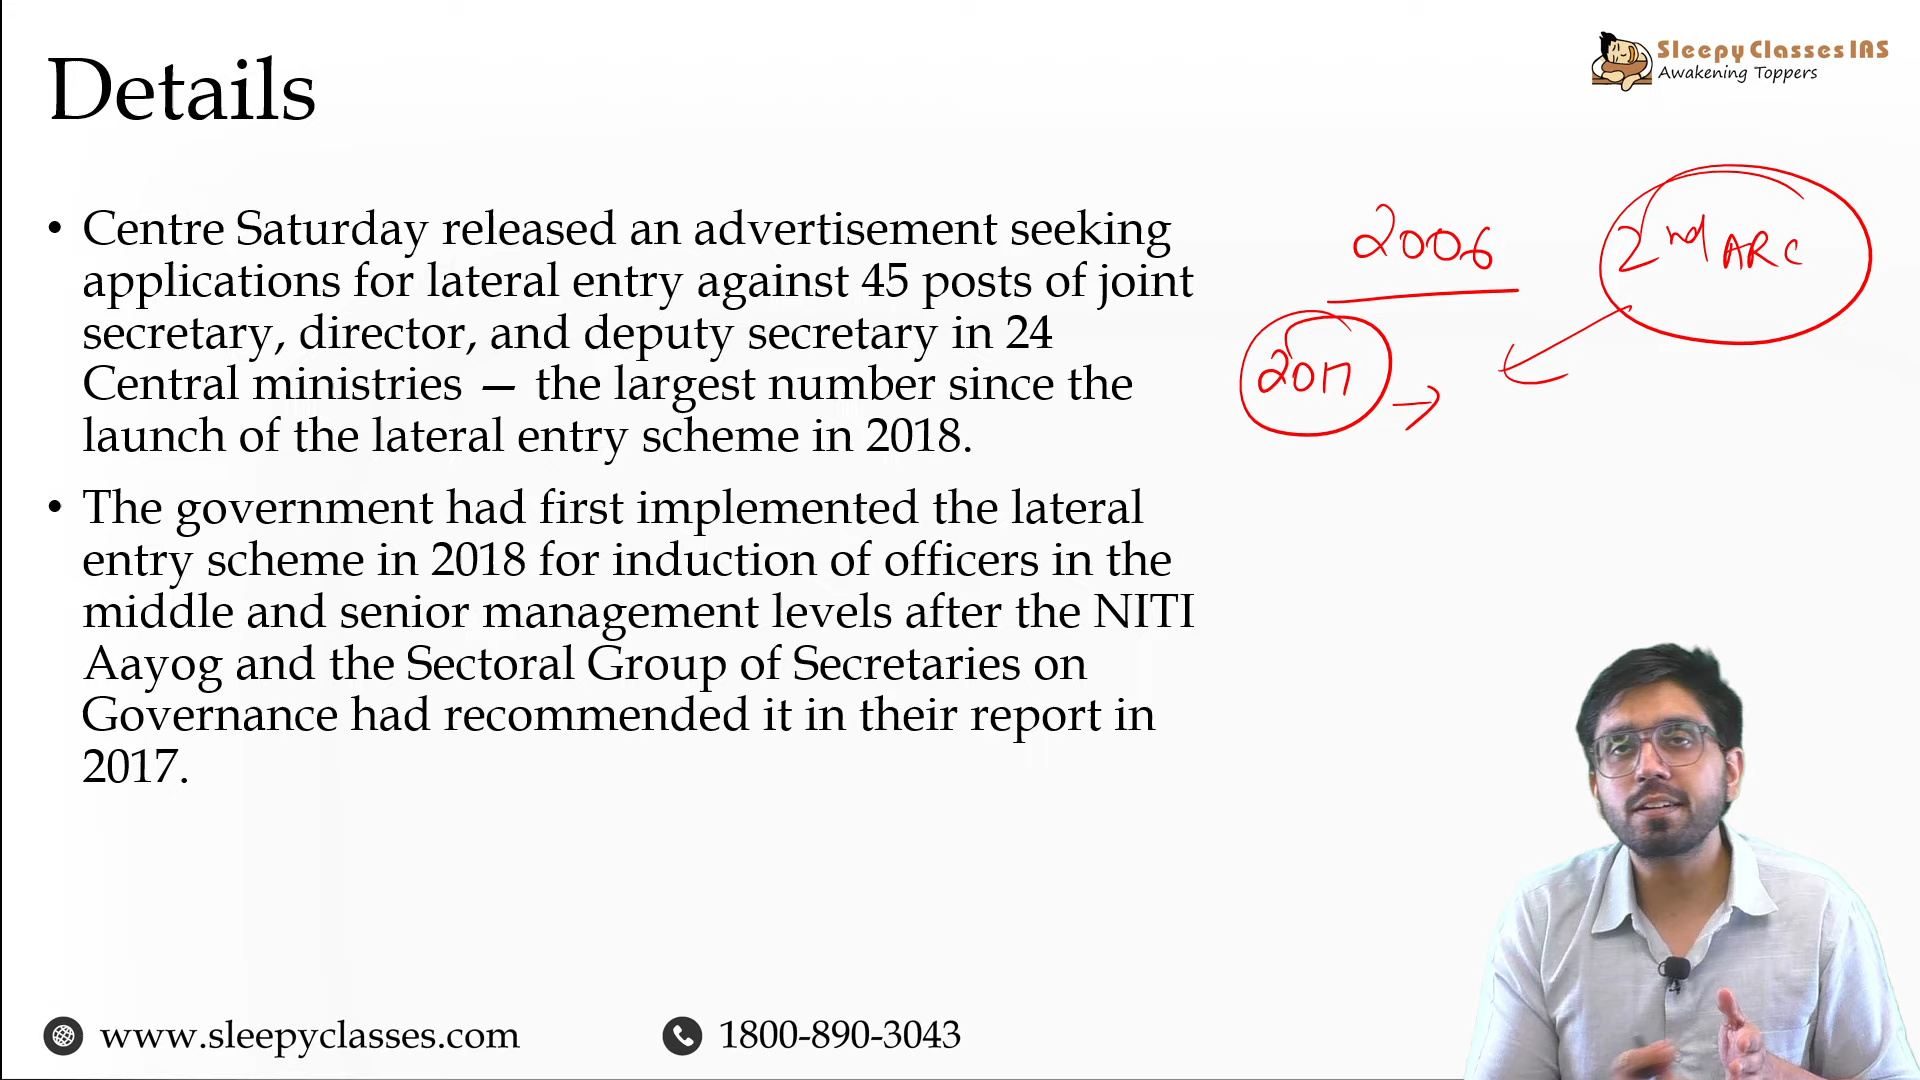 Details
Sleepy Classes IAS
Awakening Toppers
• Centre Saturday released an advertisement seeking
applications for lateral entry against 45 posts of joint
secretary, director, and deputy secretary in 24
Central ministries — the largest number since the
launch of the lateral entry scheme in 2018.
• The government had first implemented the lateral
entry scheme in 2018 for induction of officers in the
middle and senior management levels after the NITI
Aayog and the Sectoral Group of Secretaries on
Governance had recommended it in their report in
2017.
2006
2nd ARC
2017
www.sleepyclasses.com
1800-890-3043